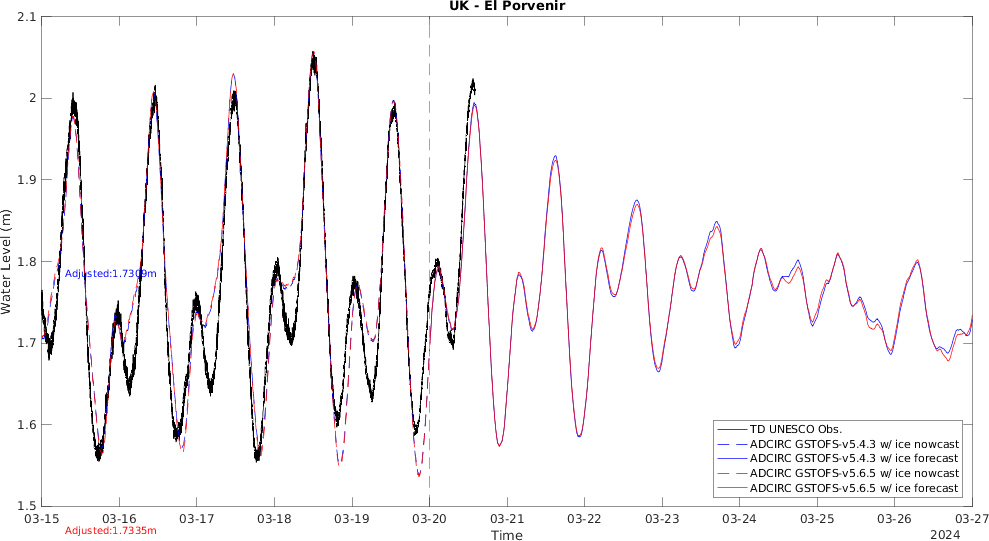 UK - El Porvenir
2.1
2
1.9
1.8
1.7
1.6
1.5
Water Level (m)
Adjusted:1.7309m
TD UNESCO Obs.
ADCIRC GSTOFS-v5.4.3 w/ ice nowcast
ADCIRC GSTOFS-v5.4.3 w/ ice forecast
ADCIRC GSTOFS-v5.6.5 w/ ice nowcast
ADCIRC GSTOFS-v5.6.5 w/ ice forecast
03-15 03-16 03-17 03-18 03-19 03-20 03-21 03-22 03-23 03-24 03-25 03-26 03-27
Adjusted:1.7335m
Time
2024